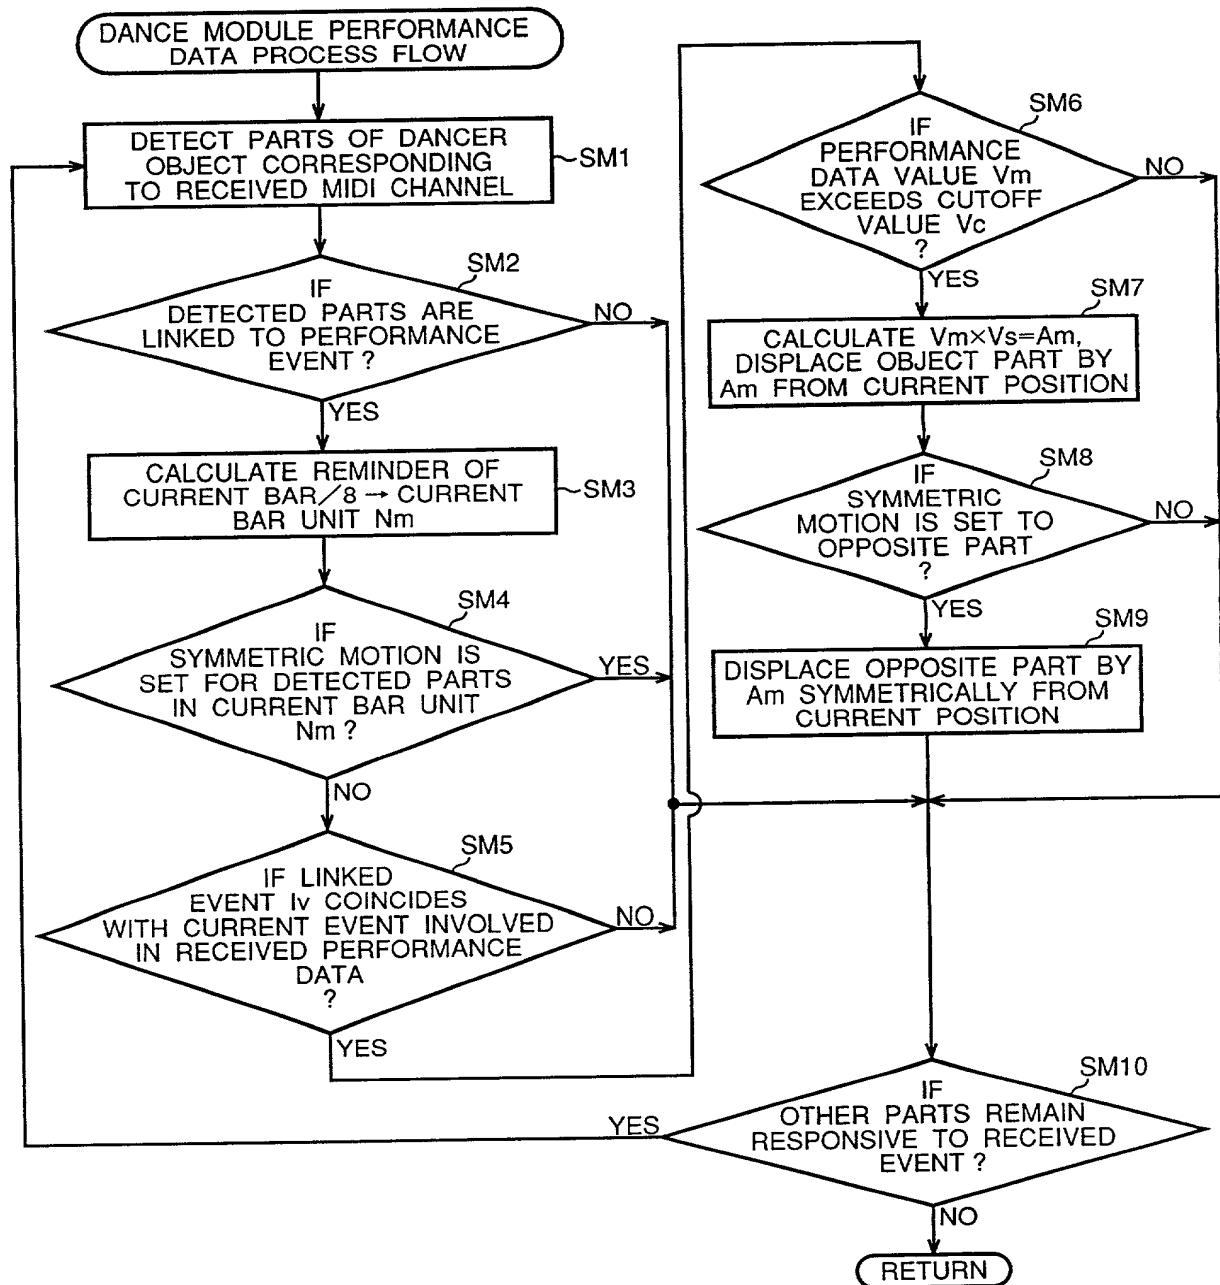 DANCE MODULE PERFORMANCE
DATA PROCESS FLOW
DETECT PARTS OF DANCER
OBJECT CORRESPONDING
TO RECEIVED MIDI CHANNEL
SM1
SM2
IF
DETECTED PARTS ARE
LINKED TO PERFORMANCE
EVENT ?
NO
YES
CALCULATE REMINDER OF
CURRENT BAR/8 → CURRENT
BAR UNIT Nm
SM3
SM4
IF
SYMMETRIC MOTION IS
SET FOR DETECTED PARTS
IN CURRENT BAR UNIT
Nm ?
YES
NO
SM5
IF LINKED
EVENT Iv COINCIDES
WITH CURRENT EVENT INVOLVED
IN RECEIVED PERFORMANCE
DATA
?
NO
YES
SM6
IF
PERFORMANCE
DATA VALUE Vm
EXCEEDS CUTOFF
VALUE Vc
?
NO
YES
SM7
CALCULATE Vm×Vs=Am,
DISPLACE OBJECT PART BY
Am FROM CURRENT POSITION
SM8
IF
SYMMETRIC
MOTION IS SET TO
OPPOSITE PART
?
NO
YES
SM9
DISPLACE OPPOSITE PART BY
Am SYMMETRICALLY FROM
CURRENT POSITION
SM10
IF
OTHER PARTS REMAIN
RESPONSIVE TO RECEIVED
EVENT ?
YES
NO
RETURN